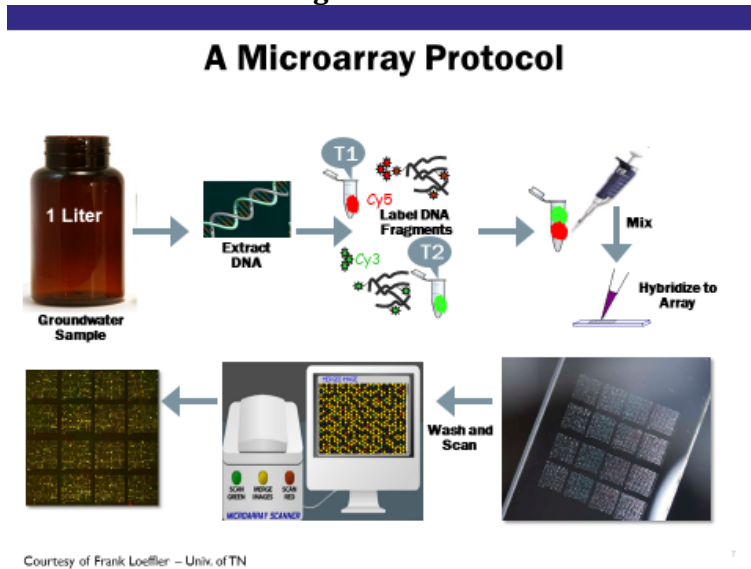 A Microarray Protocol
1 Liter
Groundwater
Sample
Extract
DNA
T1
Cy5
Label DNA
Fragments
T2
Cy3
Mix
Hybridize to
Array
Wash and
Scan
MERGED IMAGE
SCAN
GREEN
MERGE
IMAGES
SCAN
RED
MICROARRAY SCANNER
Courtesy of Frank Loeffler – Univ. of TN
7